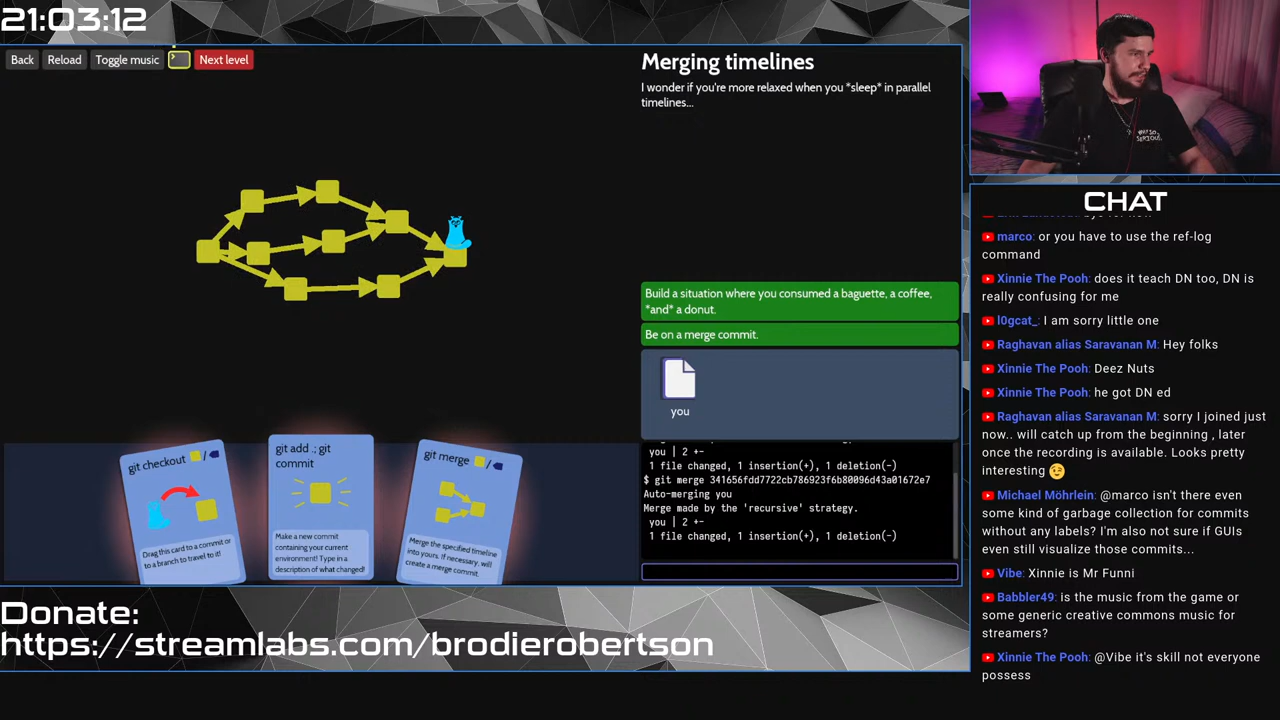 21:03:12
Back
Reload
Toggle music
Next level
Merging timelines
I wonder if you're more relaxed when you *sleep* in parallel
timelines...
Build a situation where you consumed a baguette, a coffee,
*and* a donut.
Be on a merge commit.
you
you | 2 +-
1 file changed, 1 insertion(+), 1 deletion(-)
$ git merge 341656fdd7722cb786923f6b80096d43a01672e7
Auto-merging you
Merge made by the 'recursive' strategy.
you | 2 +-
1 file changed, 1 insertion(+), 1 deletion(-)
git checkout /
Drag this card to a commit or
to a branch to travel to it!
git add .; git
commit
Make a new commit
containing your current
environment! Type in a
description of what changed!
git merge /
Merge the specified timeline
into yours. If necessary, will
create a merge commit.
Donate:
https://streamlabs.com/brodierobertson
CHAT
marco: or you have to use the ref-log
command
Xinnie The Pooh: does it teach DN too, DN is
really confusing for me
l0gcat_: I am sorry little one
Raghavan alias Saravanan M: Hey folks
Xinnie The Pooh: Deez Nuts
Xinnie The Pooh: he got DN ed
Raghavan alias Saravanan M: sorry I joined just
now.. will catch up from the beginning , later
once the recording is available. Looks pretty
interesting 😉
Michael Möhrlein: @marco isn't there even
some kind of garbage collection for commits
without any labels? I'm also not sure if GUIs
even still visualize those commits...
Vibe: Xinnie is Mr Funni
Babbler49: is the music from the game or
some generic creative commons music for
streamers?
Xinnie The Pooh: @Vibe it's skill not everyone
possess